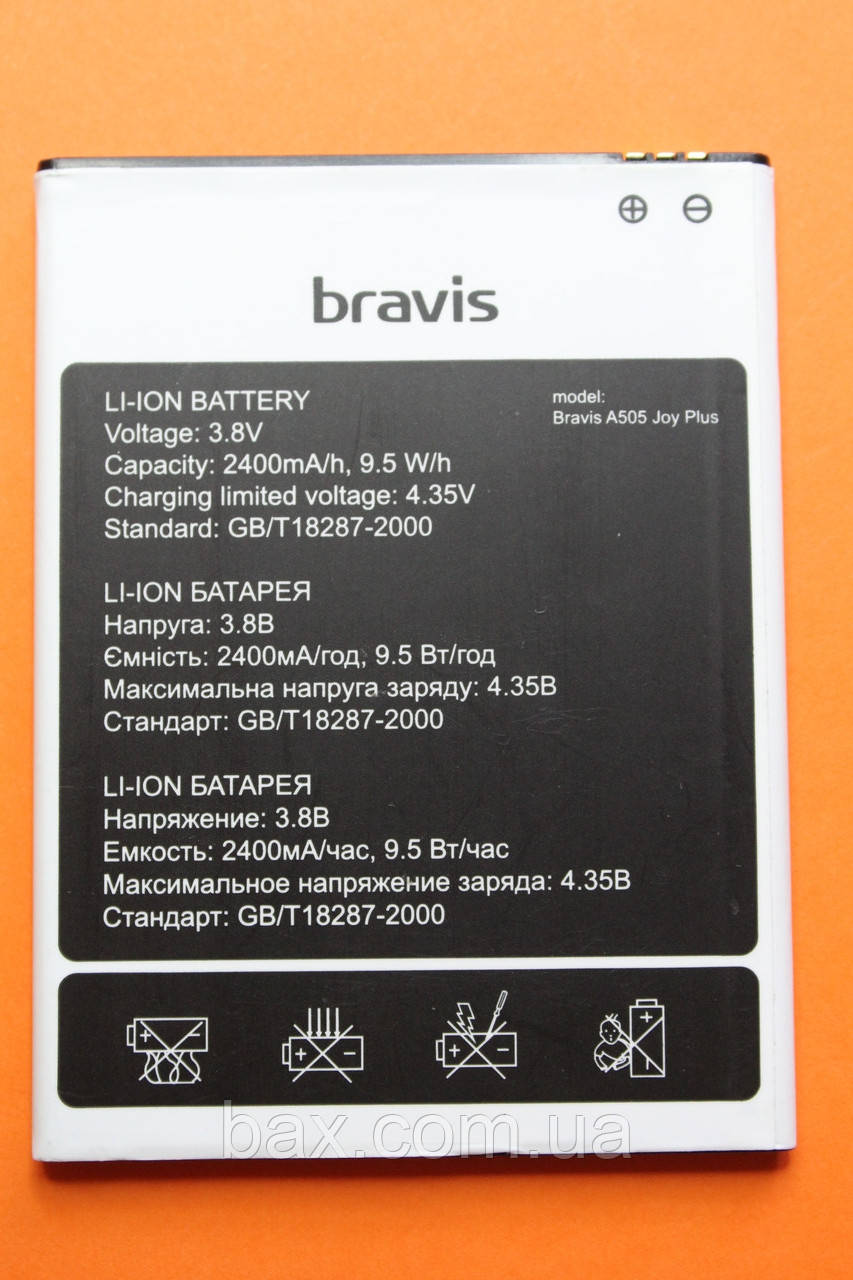 bravis
LI-ION BATTERY
Voltage: 3.8V
Capacity: 2400mA/h, 9.5 W/h
Charging limited voltage: 4.35V
Standard: GB/T18287-2000
model:
Bravis A505 Joy Plus
LI-ION БАТАРЕЯ
Напруга: 3.8В
Ємність: 2400мА/год, 9.5 Вт/год
Максимальна напруга заряду: 4.35В
Стандарт: GB/T18287-2000
LI-ION БАТАРЕЯ
Напряжение: 3.8В
Емкость: 2400мА/час, 9.5 Вт/час
Максимальное напряжение заряда: 4.35В
Стандарт: GB/T18287-2000
bax.com.ua